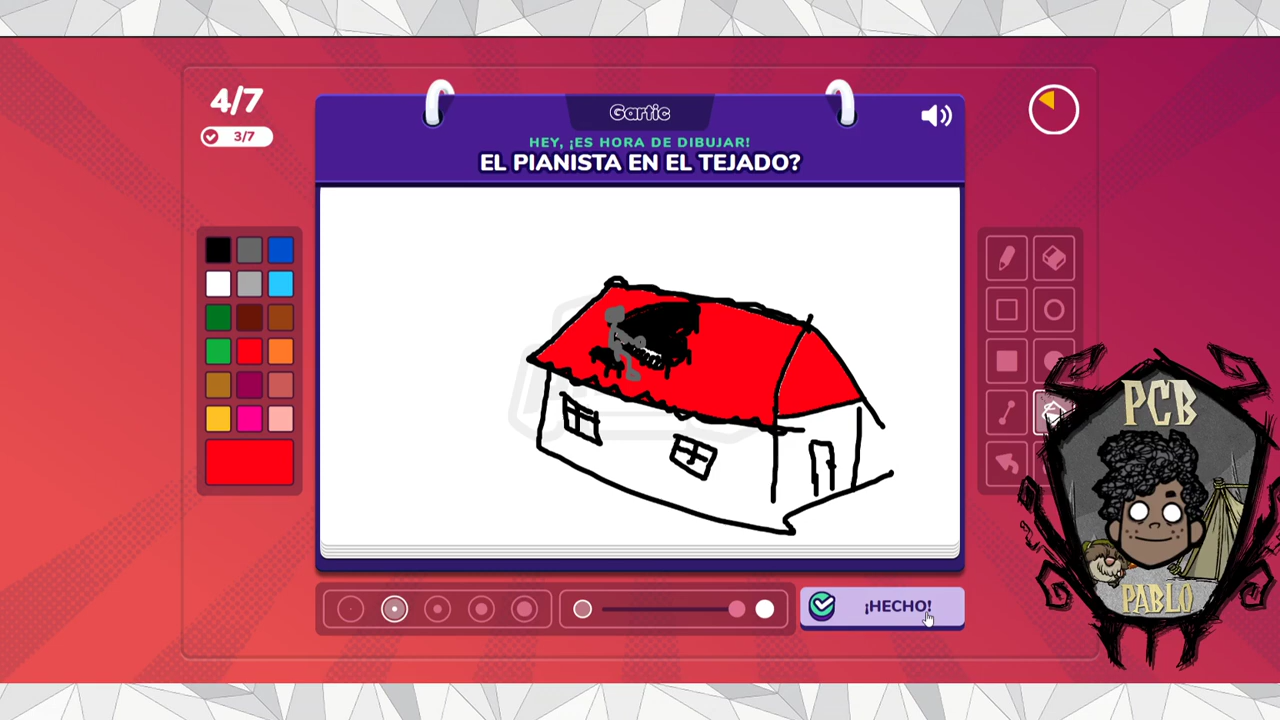 4/7
3/7
Gartic
HEY, ¡ES HORA DE DIBUJAR!
EL PIANISTA EN EL TEJADO?
PCB
PABLO
¡HECHO!